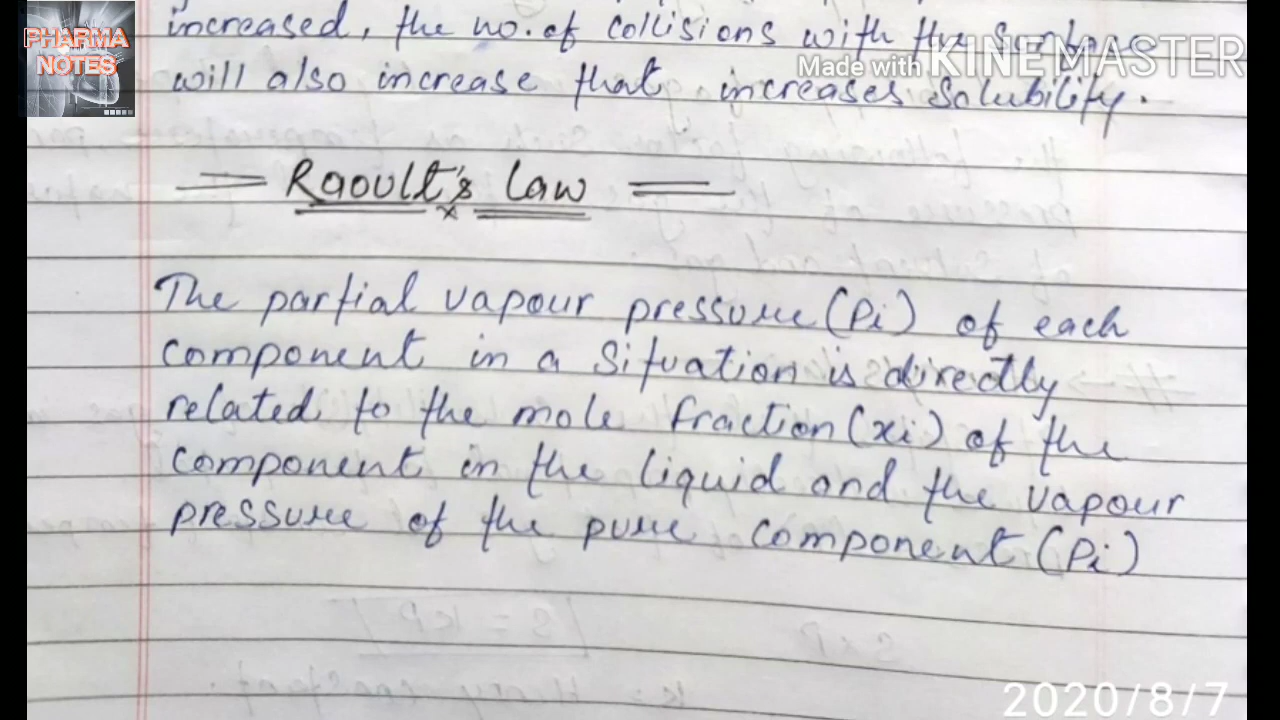 PHARMA
NOTES
increased, the no. of collisions with the Surface
Made with KINEMASTER
will also increase that increases solubility.
Raoult's law
The partial vapour pressure (Pi) of each
component in a Situation is directly
related to the mole fraction (xi) of the
component in the liquid and the vapour
pressure of the pure component (Pi)
2020/8/7